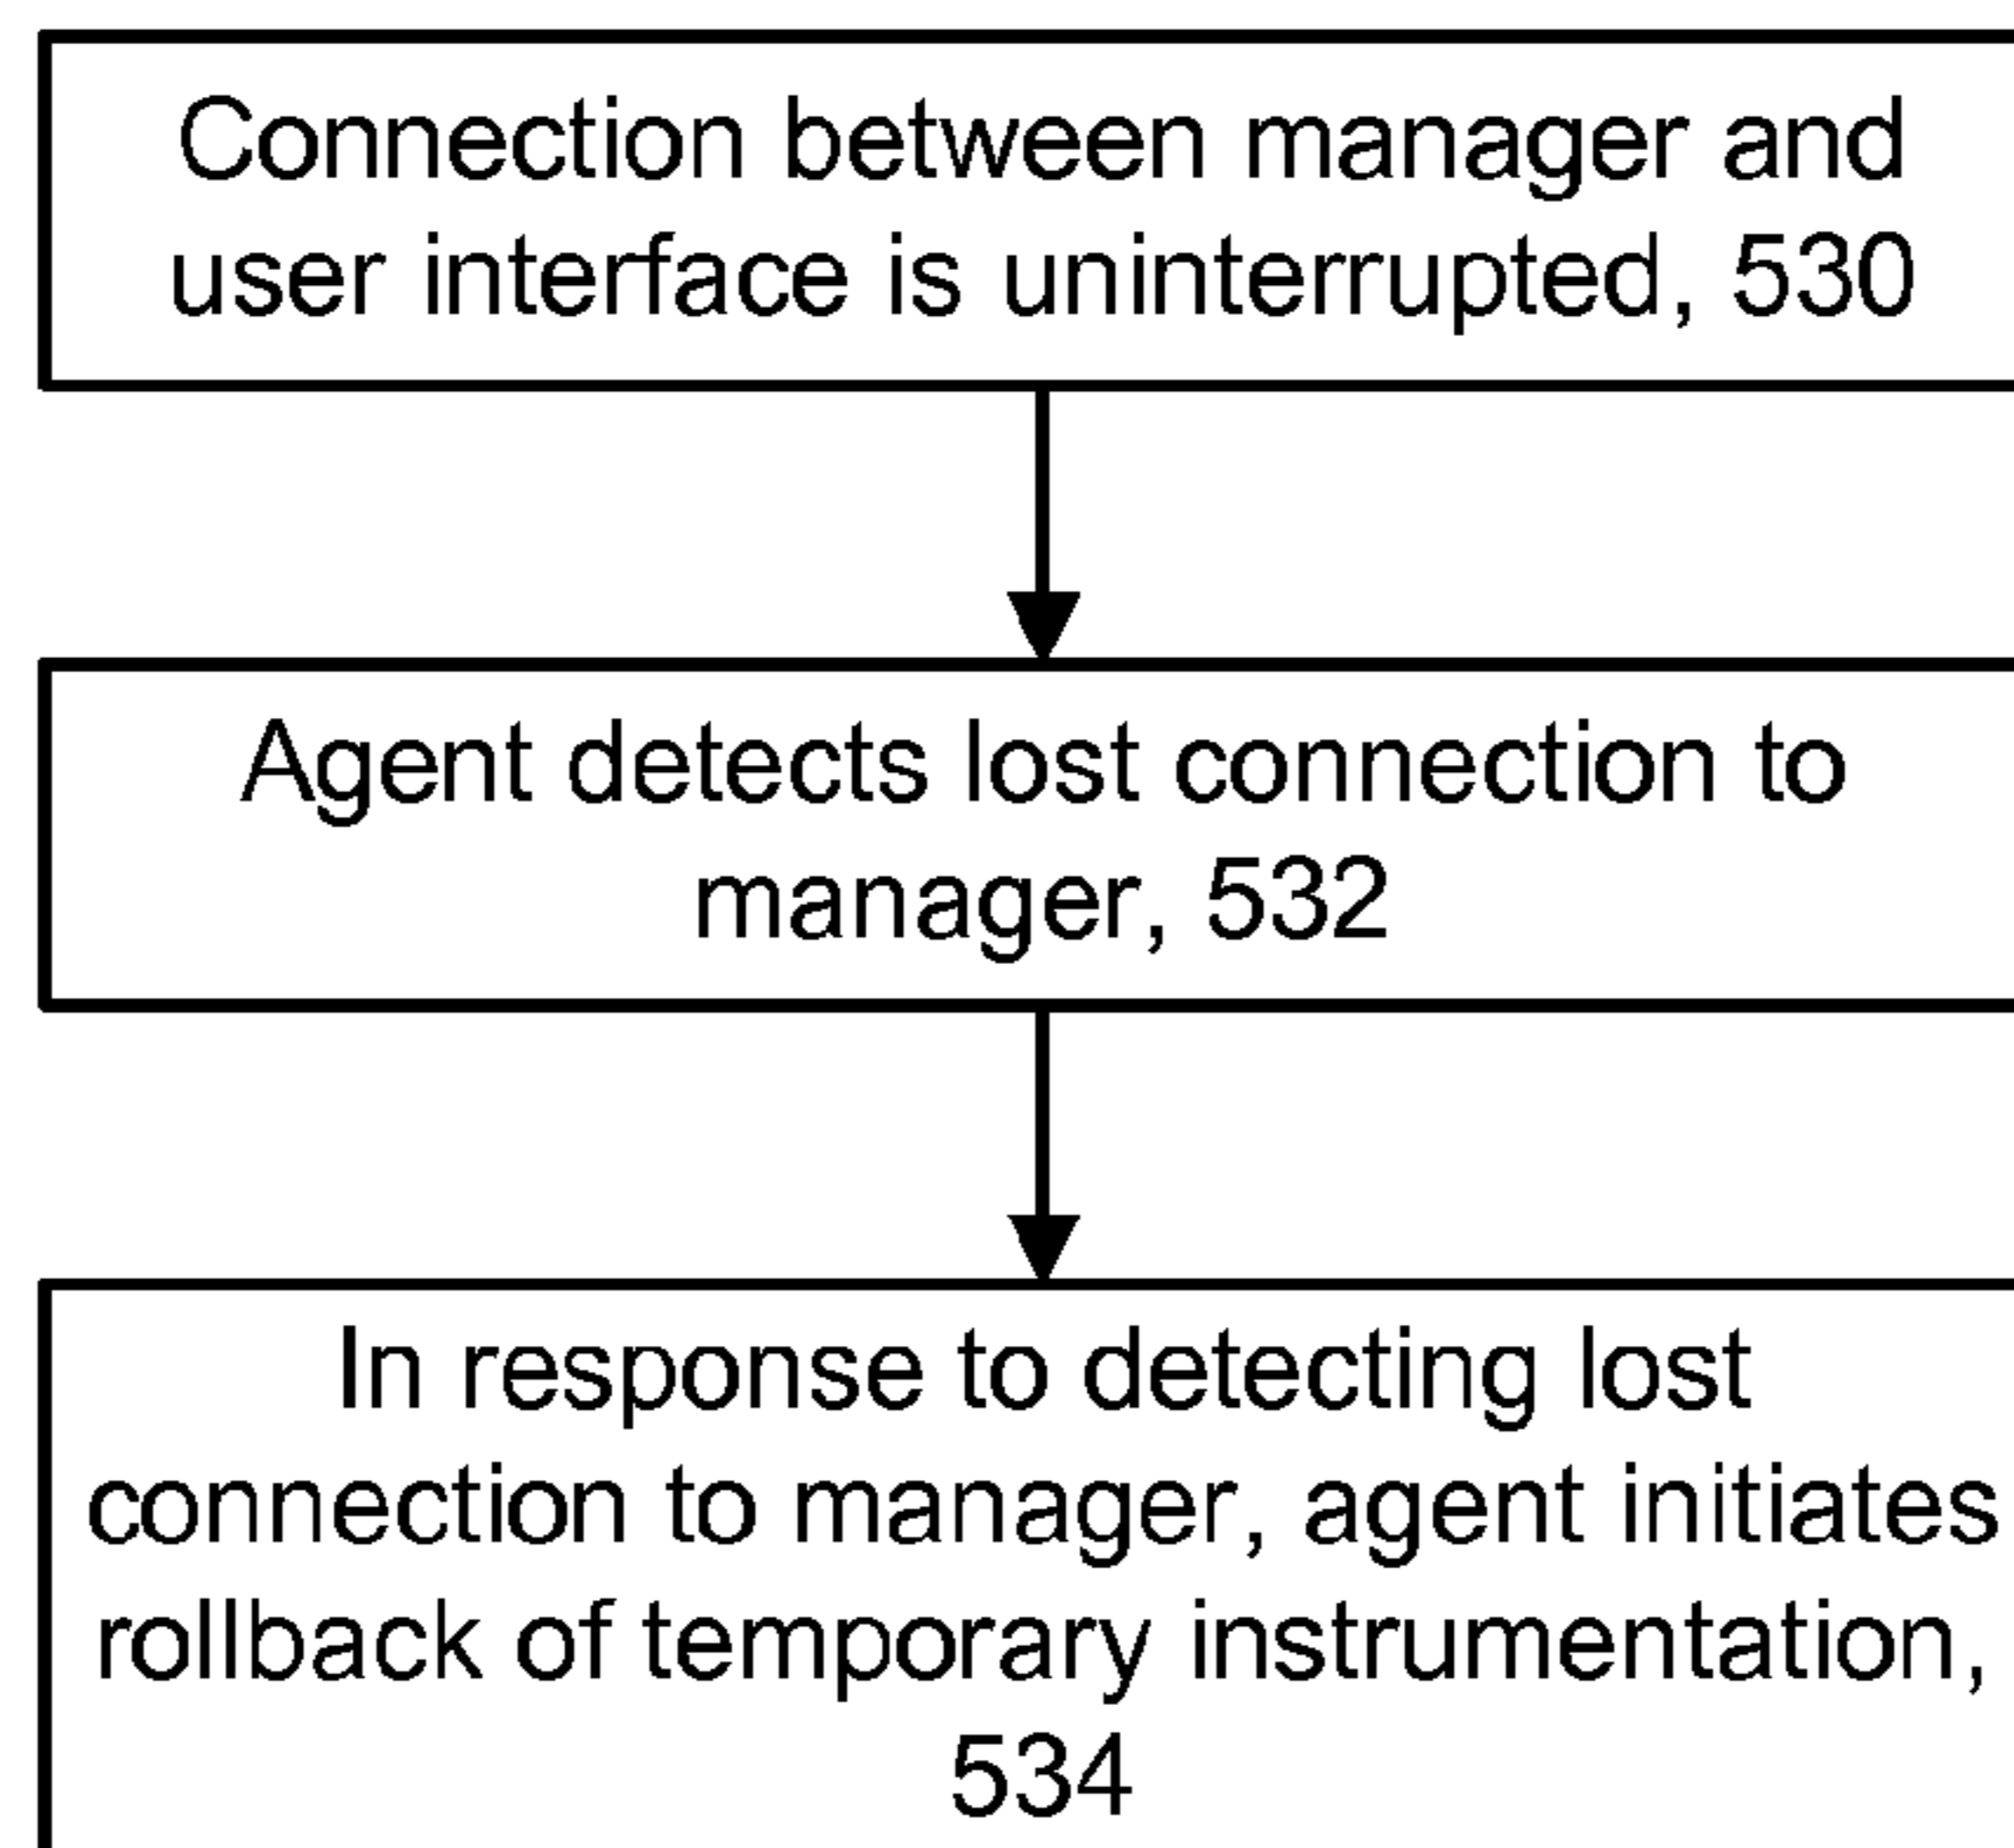 Connection between manager and
user interface is uninterrupted, 530
Agent detects lost connection to
manager, 532
In response to detecting lost
connection to manager, agent initiates
rollback of temporary instrumentation,
534